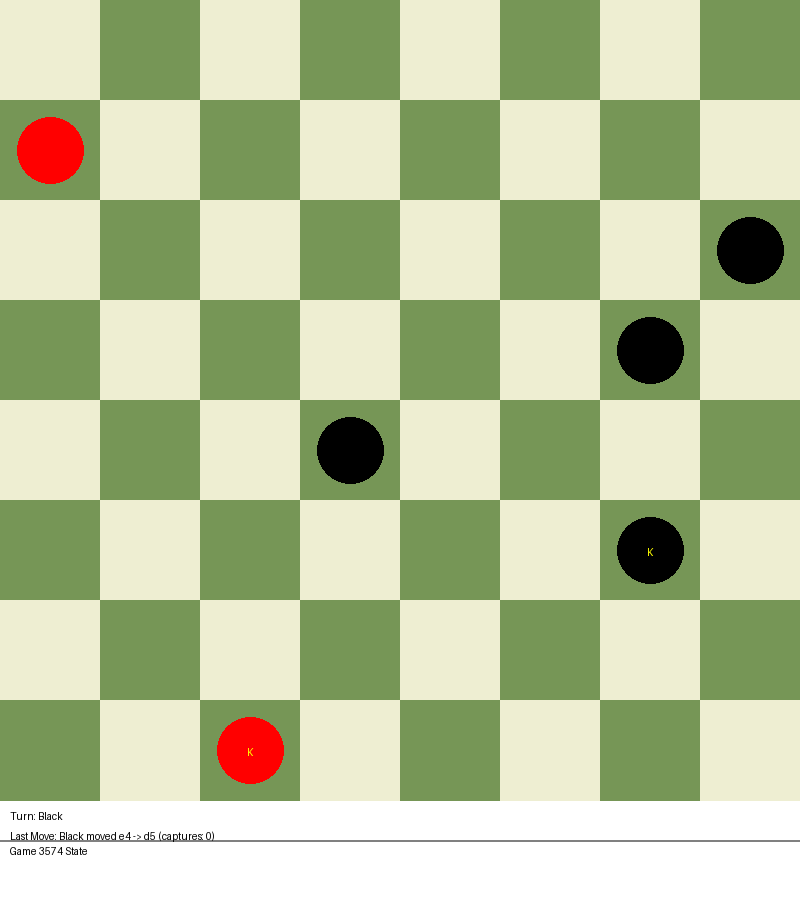 K
K
Turn: Black
Last Move: Black moved e4 -> d5 (captures: 0)
Game 3574 State